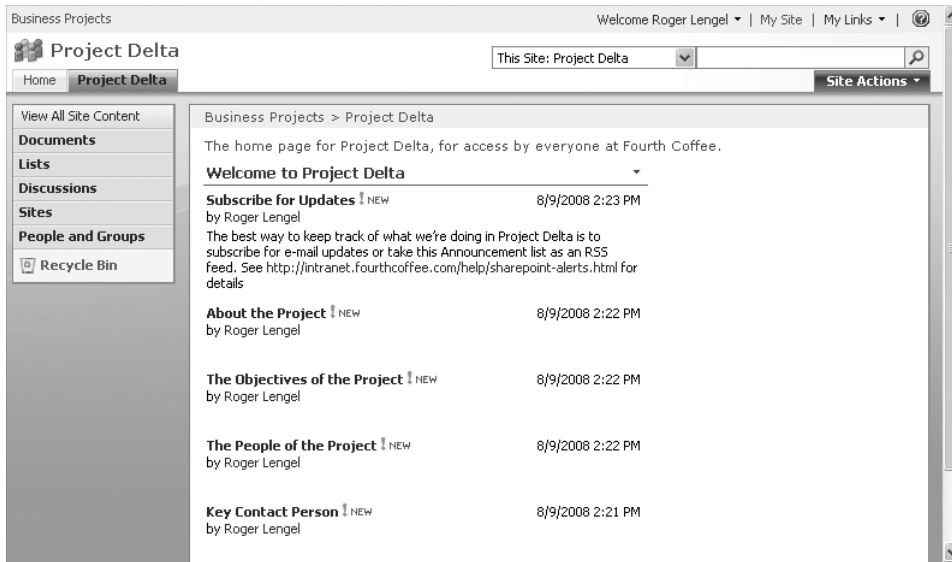 Business Projects
Welcome Roger Lengel | My Site | My Links |
Project Delta
This Site: Project Delta
Home Project Delta
Site Actions
View All Site Content
Documents
Lists
Discussions
Sites
People and Groups
Recycle Bin
Business Projects > Project Delta
The home page for Project Delta, for access by everyone at Fourth Coffee.
Welcome to Project Delta
Subscribe for Updates ! NEW 8/9/2008 2:23 PM
by Roger Lengel
The best way to keep track of what we're doing in Project Delta is to
subscribe for e-mail updates or take this Announcement list as an RSS
feed. See http://intranet.fourthcoffee.com/help/sharepoint-alerts.html for
details
About the Project ! NEW 8/9/2008 2:22 PM
by Roger Lengel
The Objectives of the Project ! NEW 8/9/2008 2:22 PM
by Roger Lengel
The People of the Project ! NEW 8/9/2008 2:22 PM
by Roger Lengel
Key Contact Person ! NEW 8/9/2008 2:21 PM
by Roger Lengel